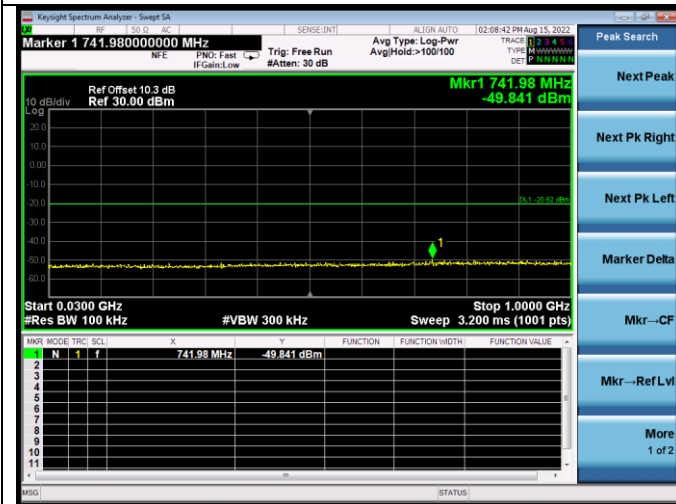 Keysight Spectrum Analyzer - Swept SA
RF 50 Ω AC SENSE:INT ALIGN AUTO 02:08:42 PM Aug 15, 2022
Marker 1 741.980000000 MHz
NFE PNO: Fast IFGain:Low Trig: Free Run #Atten: 30 dB
Avg Type: Log-Pwr Avg|Hold:>100/100
TRACE 1 2 3 4 5 6
TYPE M WWWWW
DET P N N N N N
Mkr1 741.98 MHz
-49.841 dBm
Ref Offset 10.3 dB
10 dB/div Ref 30.00 dBm
Log
20.0
10.0
0.00
-10.0
-20.0
DL1 -20.62 dBm
-30.0
-40.0
1
-50.0
-60.0
Start 0.0300 GHz Stop 1.0000 GHz
#Res BW 100 kHz #VBW 300 kHz Sweep 3.200 ms (1001 pts)
MKR MODE TRC SCL X Y FUNCTION FUNCTION WIDTH FUNCTION VALUE
1 N 1 f 741.98 MHz -49.841 dBm
2
3
4
5
6
7
8
9
10
11
MSG STATUS
Peak Search
Next Peak
Next Pk Right
Next Pk Left
Marker Delta
Mkr→CF
Mkr→Ref Lvl
More
1 of 2